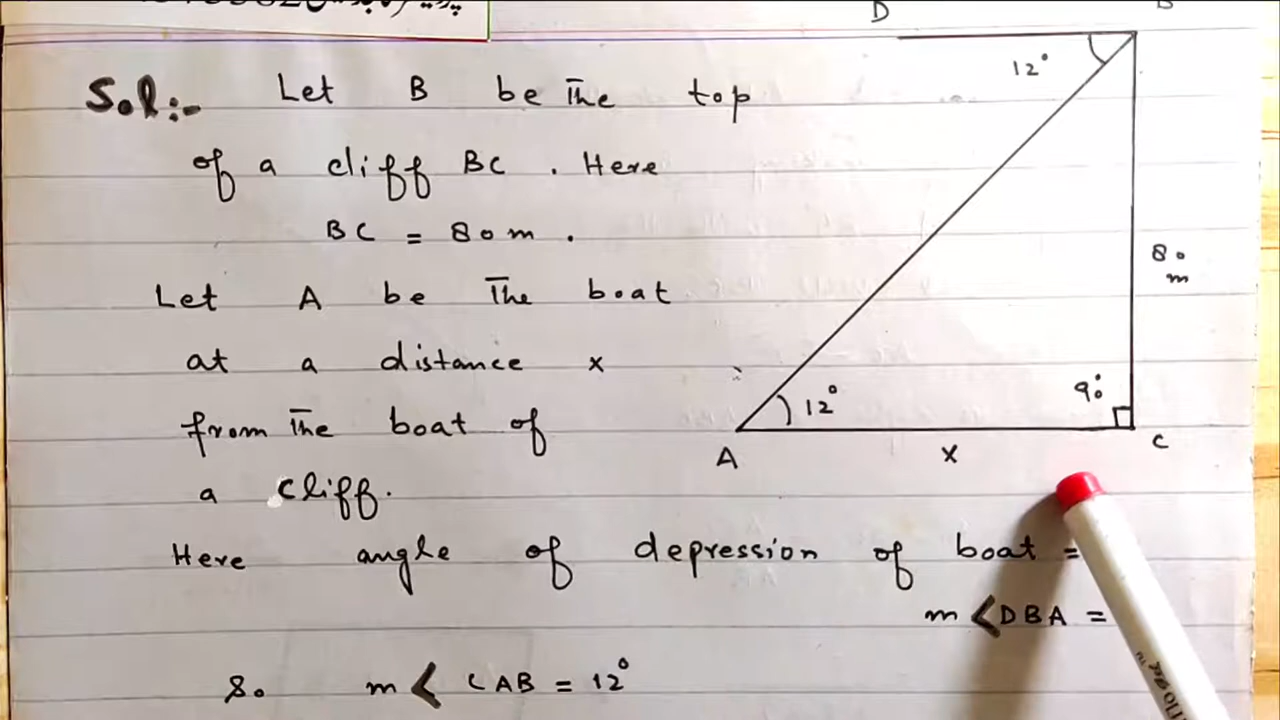 D B
12°
Sol:- Let B be the top
of a cliff BC . Here
BC = 80m .
80
m
Let A be the boat
at a distance x
from the boat of
12°
90°
A x C
a cliff.
Here angle of depression of boat =
m<DBA =
So m < CAB = 12°